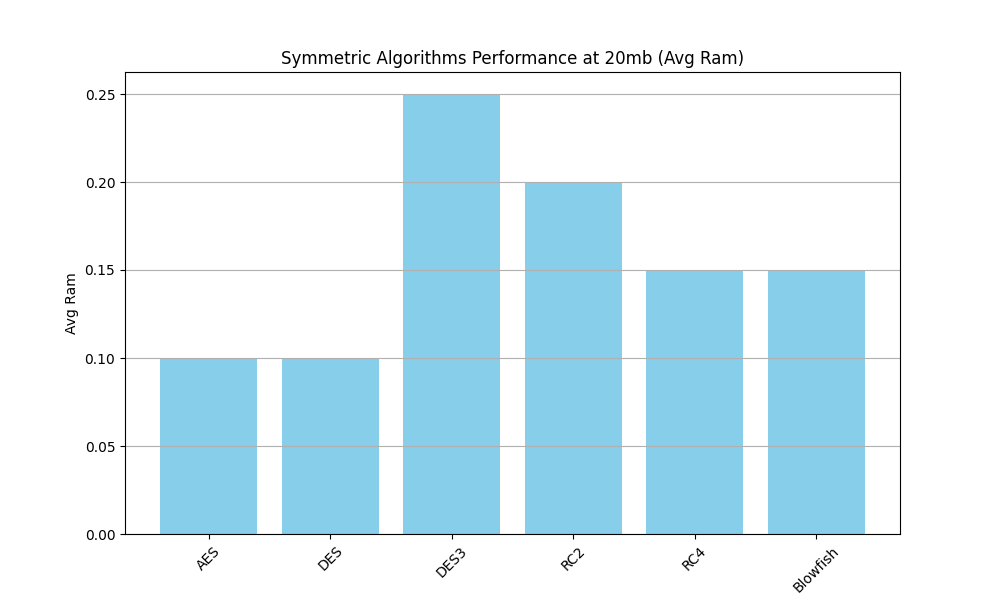 Symmetric Algorithms Performance at 20mb (Avg Ram)
Avg Ram
0.25
0.20
0.15
0.10
0.05
0.00
AES
DES
DES3
RC2
RC4
Blowfish